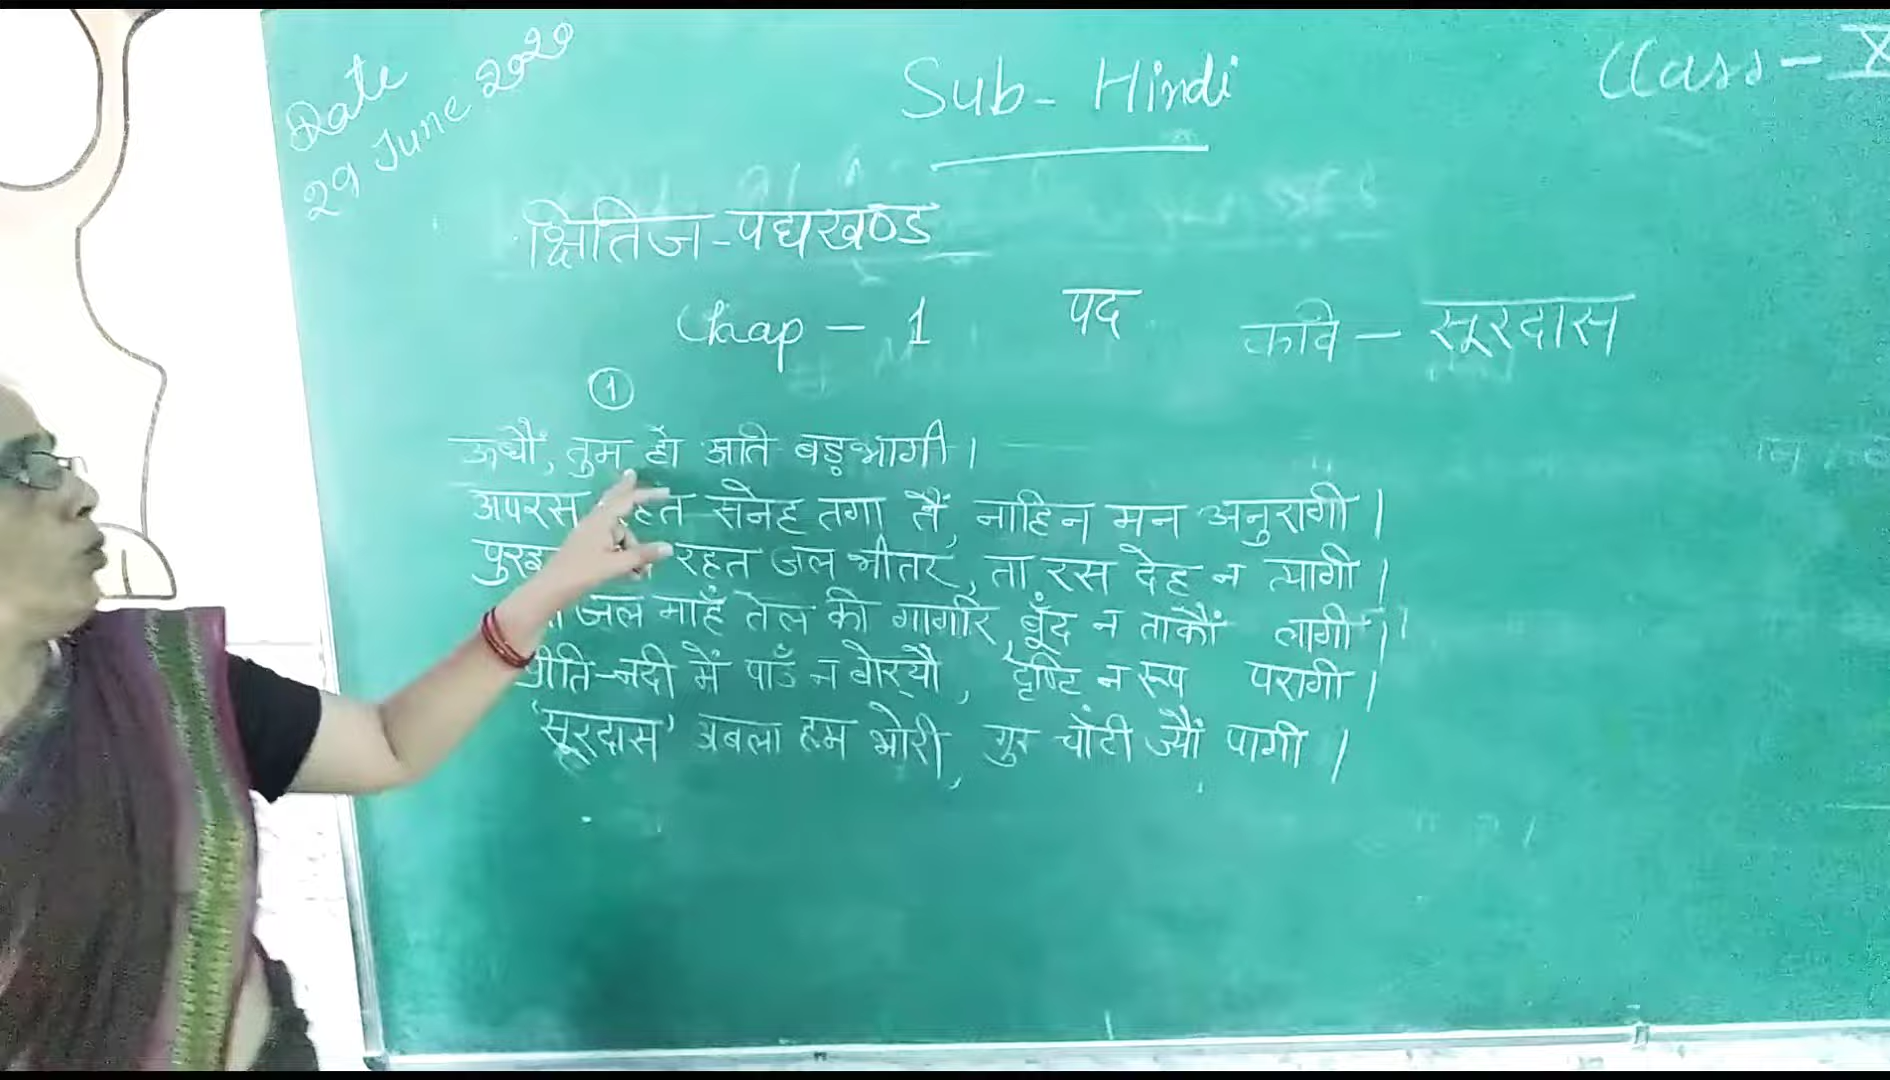 Date
29 June 2020
Sub - Hindi
Class - X
क्षितिज - पद्यखण्ड
Chap - 1 पद कवि - सूरदास
1
ऊधौ, तुम हौ अति बड़भागी।
अपरस सनेह तगा तैं, नाहिन मन अनुरागी।
रहत जल भीतर, ता रस देह न त्यागी।
जल माहँ तेल की गागरि, बूँद न ताकौं लागी।
प्रीति-नदी में पाउँ न बोरयौ, दृष्टि न रूप परागी।
'सूरदास' अबला हम भोरी, गुर चाँटी ज्यौं पागी।